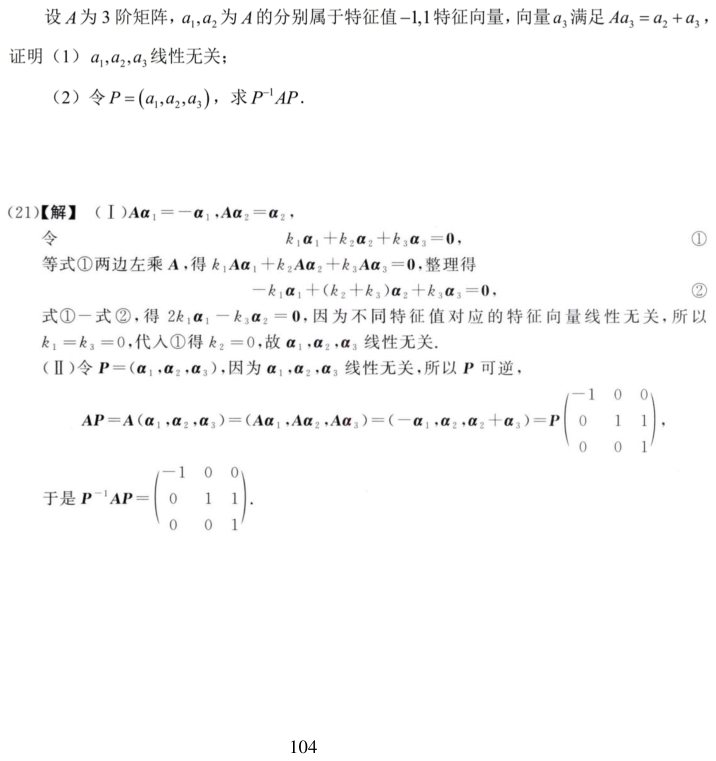 设 A 为 3 阶矩阵，a₁,a₂ 为 A 的分别属于特征值 −1,1 特征向量，向量 a₃ 满足 Aa₃ = a₂ + a₃，
证明（1） a₁,a₂,a₃ 线性无关；
（2） 令 P = (a₁,a₂,a₃)，求 P⁻¹AP．
(21)【解】 （Ⅰ）Aα₁=−α₁,Aα₂=α₂,
令 k₁α₁+k₂α₂+k₃α₃=0, ①
等式①两边左乘 A,得 k₁Aα₁+k₂Aα₂+k₃Aα₃=0,整理得
−k₁α₁+(k₂+k₃)α₂+k₃α₃=0, ②
式①−式②,得 2k₁α₁−k₃α₂=0,因为不同特征值对应的特征向量线性无关,所以
k₁=k₃=0,代入①得 k₂=0,故 α₁,α₂,α₃ 线性无关.
(Ⅱ)令 P=(α₁,α₂,α₃),因为 α₁,α₂,α₃ 线性无关,所以 P 可逆,
AP=A(α₁,α₂,α₃)=(Aα₁,Aα₂,Aα₃)=(−α₁,α₂,α₂+α₃)=P(−1 0 0
0 1 1
0 0 1),
于是 P⁻¹AP=(−1 0 0
0 1 1
0 0 1).
104